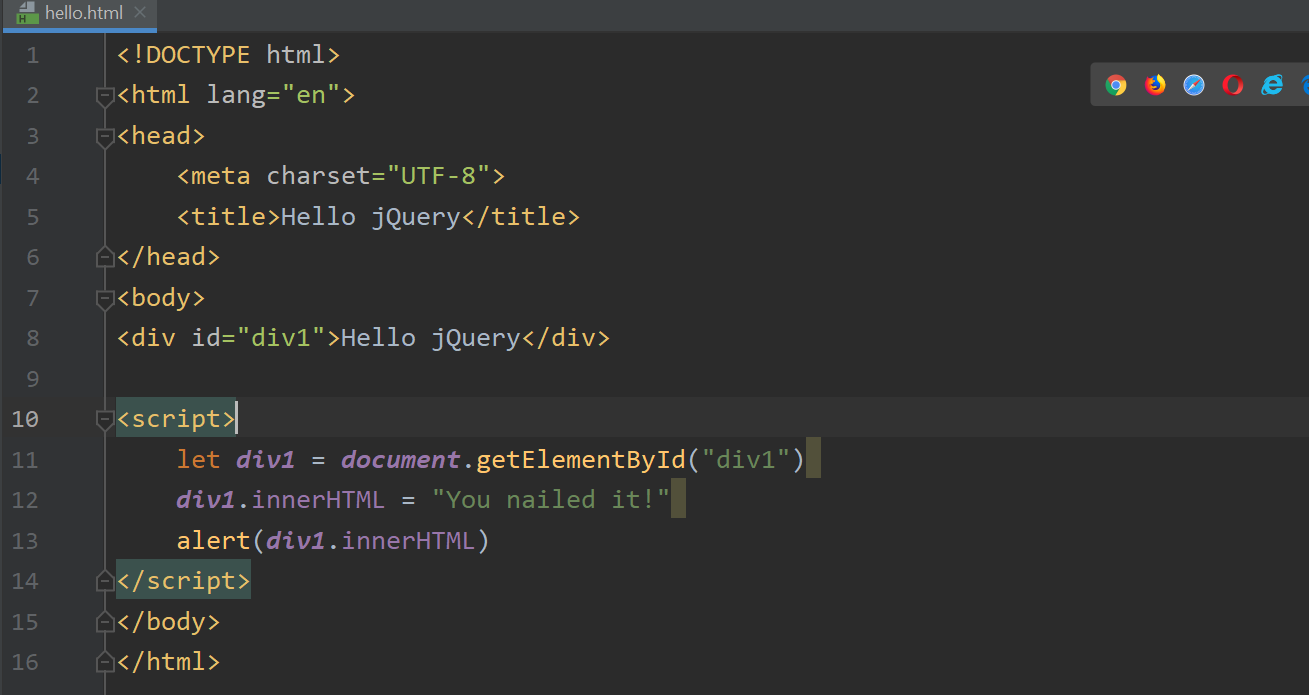 hello.html
1 <!DOCTYPE html>
2 <html lang="en">
3 <head>
4     <meta charset="UTF-8">
5     <title>Hello jQuery</title>
6 </head>
7 <body>
8 <div id="div1">Hello jQuery</div>
9
10 <script>
11     let div1 = document.getElementById("div1")
12     div1.innerHTML = "You nailed it!"
13     alert(div1.innerHTML)
14 </script>
15 </body>
16 </html>